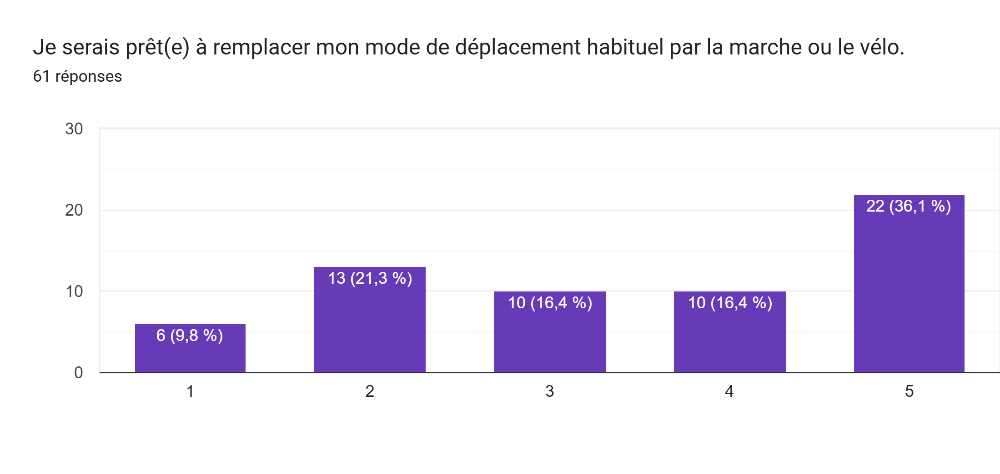 Je serais prêt(e) à remplacer mon mode de déplacement habituel par la marche ou le vélo.
61 réponses
30
20
10
0
6 (9,8 %)
13 (21,3 %)
10 (16,4 %)
10 (16,4 %)
22 (36,1 %)
1
2
3
4
5